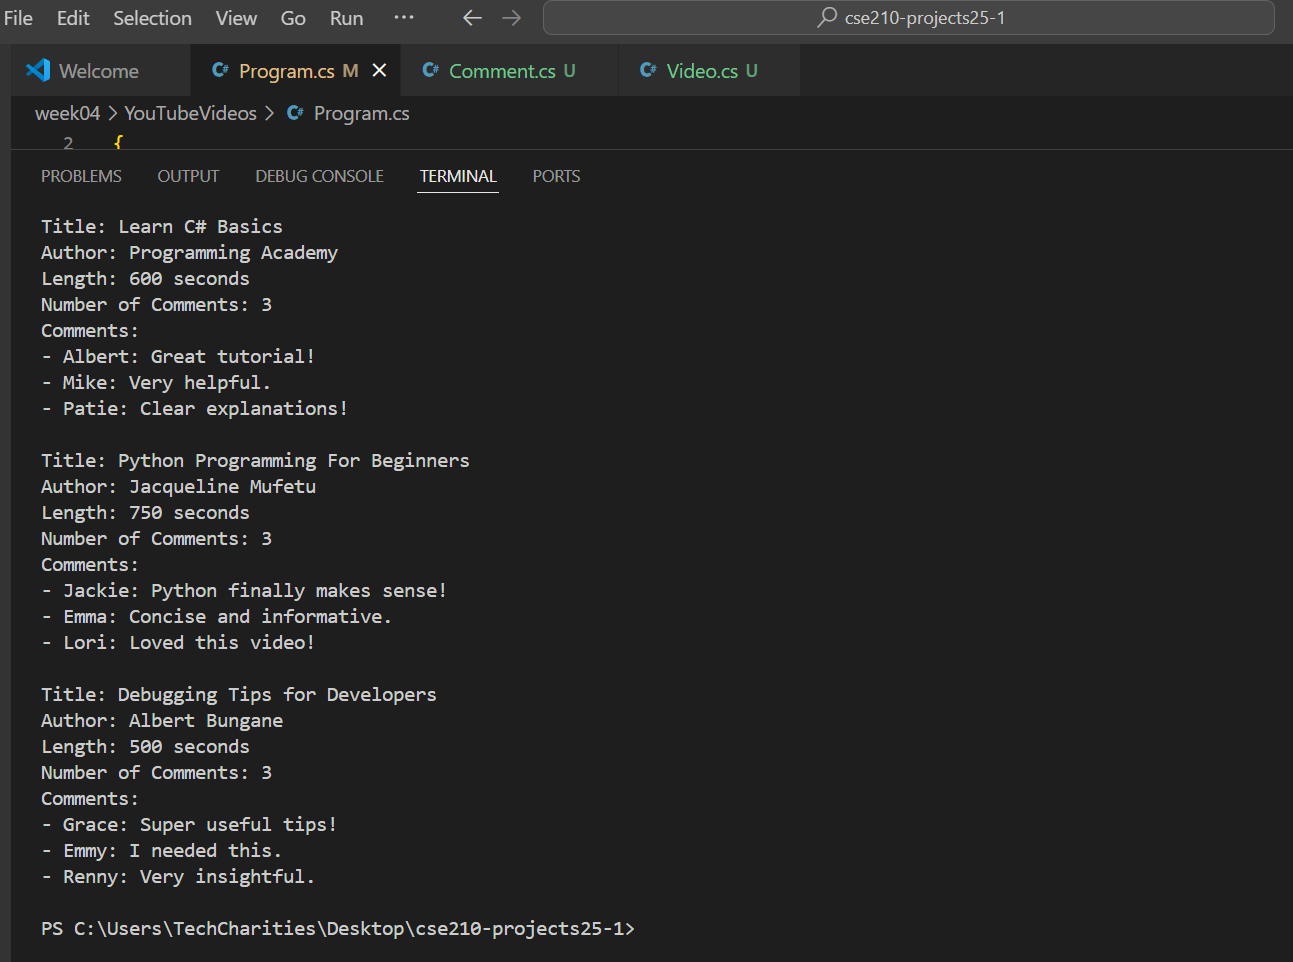 File Edit Selection View Go Run ··· ← → cse210-projects25-1
Welcome C# Program.cs M × C# Comment.cs U C# Video.cs U
week04 > YouTubeVideos > C# Program.cs
2 {
PROBLEMS OUTPUT DEBUG CONSOLE TERMINAL PORTS
Title: Learn C# Basics
Author: Programming Academy
Length: 600 seconds
Number of Comments: 3
Comments:
- Albert: Great tutorial!
- Mike: Very helpful.
- Patie: Clear explanations!
Title: Python Programming For Beginners
Author: Jacqueline Mufetu
Length: 750 seconds
Number of Comments: 3
Comments:
- Jackie: Python finally makes sense!
- Emma: Concise and informative.
- Lori: Loved this video!
Title: Debugging Tips for Developers
Author: Albert Bungane
Length: 500 seconds
Number of Comments: 3
Comments:
- Grace: Super useful tips!
- Emmy: I needed this.
- Renny: Very insightful.
PS C:\Users\TechCharities\Desktop\cse210-projects25-1>